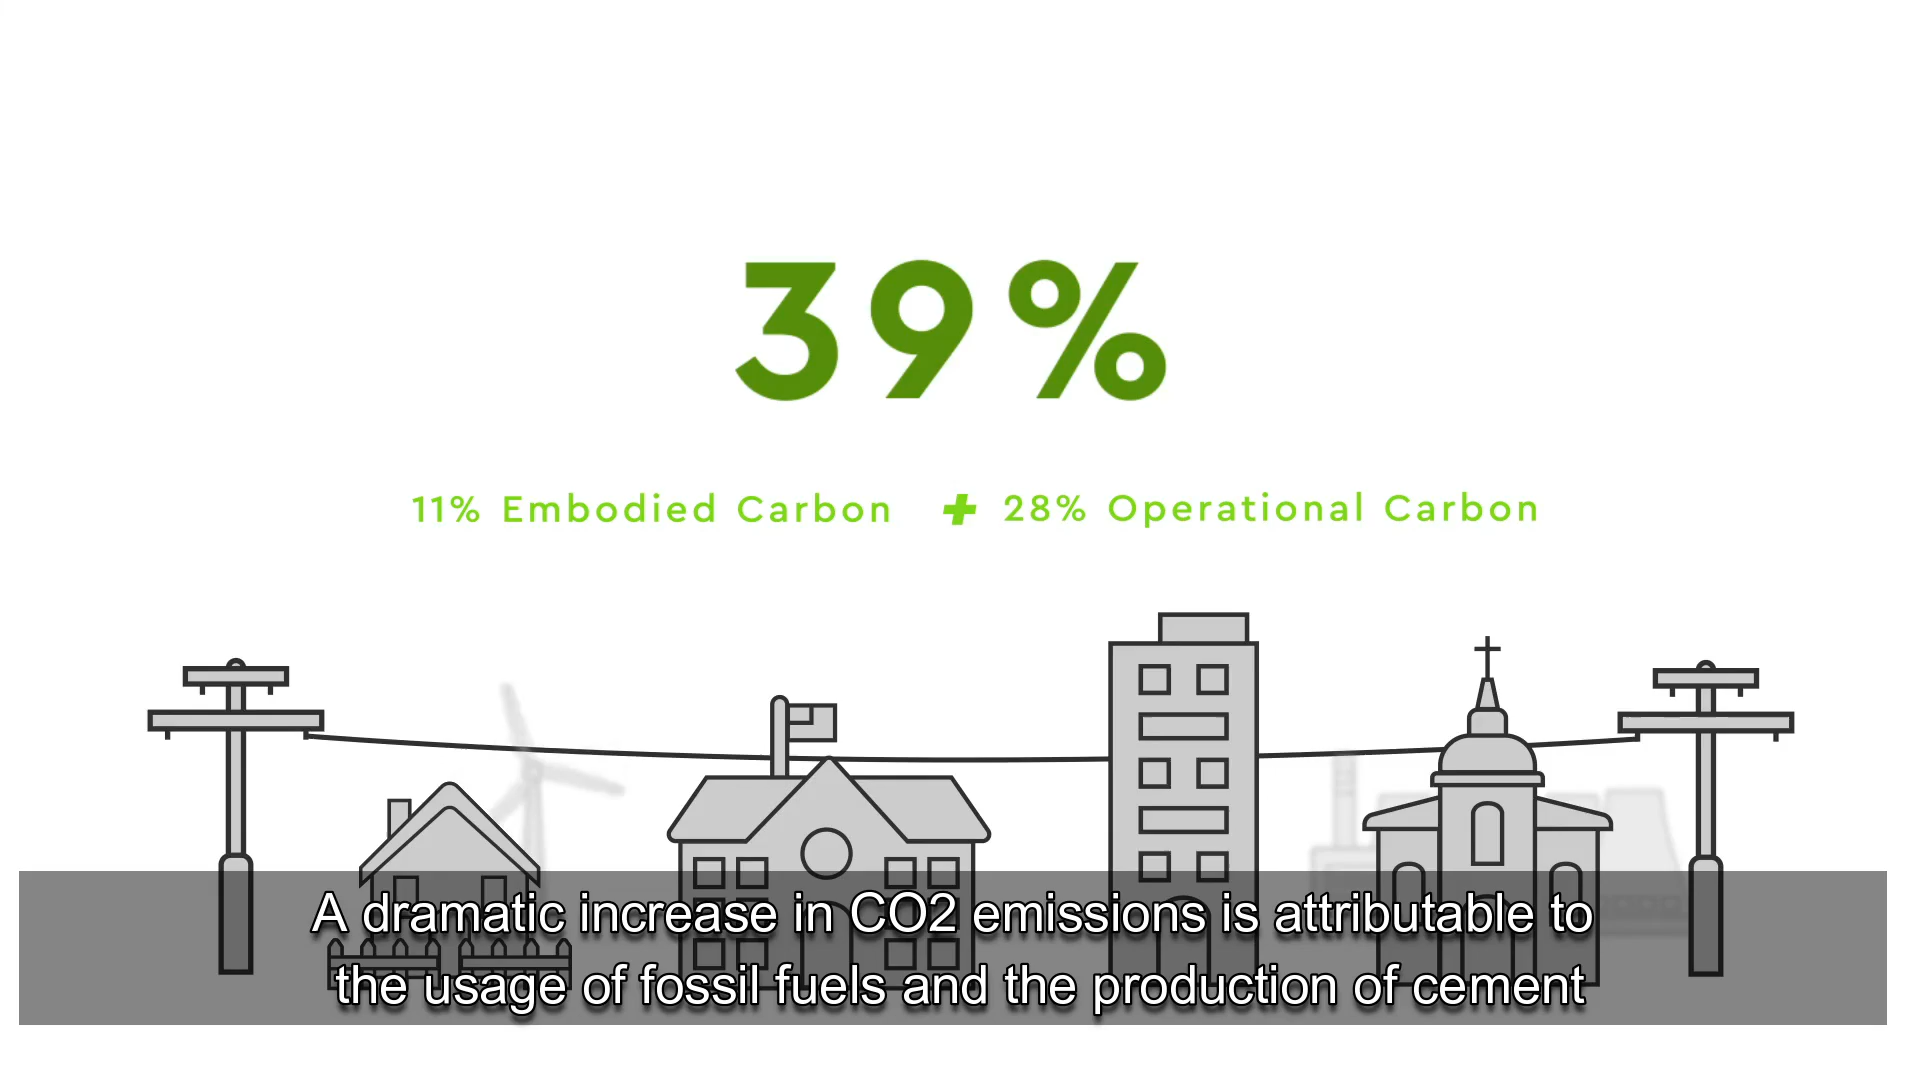 39%
11% Embodied Carbon + 28% Operational Carbon
A dramatic increase in CO2 emissions is attributable to
the usage of fossil fuels and the production of cement